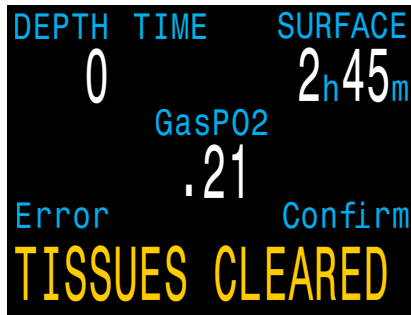 DEPTH TIME SURFACE
0 2h45m
GasPO2
.21
Error Confirm
TISSUES CLEARED